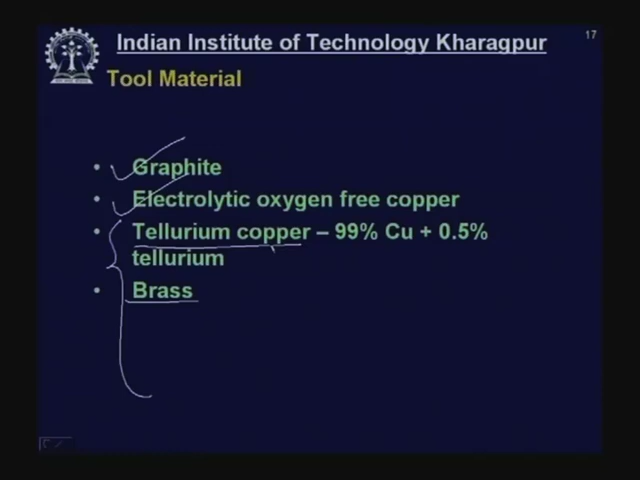 Indian Institute of Technology Kharagpur
17
Tool Material
• Graphite
• Electrolytic oxygen free copper
• Tellurium copper – 99% Cu + 0.5%
tellurium
• Brass